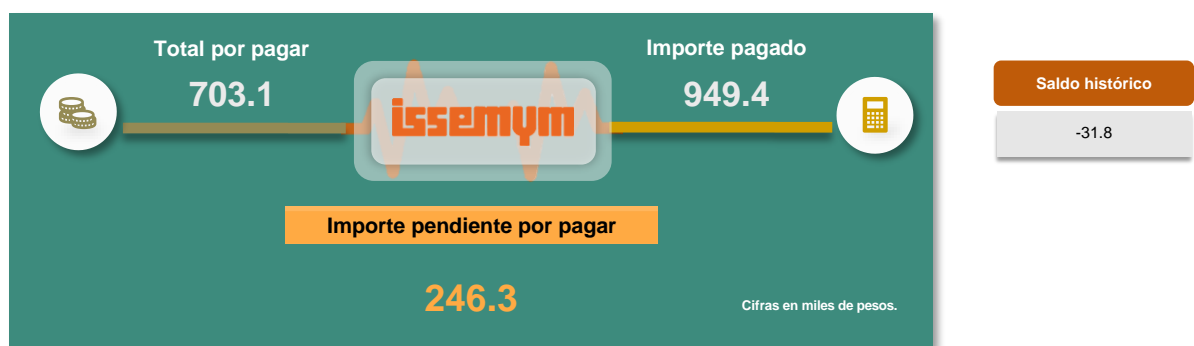 Total por pagar
703.1
issemym
Importe pagado
949.4
Importe pendiente por pagar
246.3
Cifras en miles de pesos.
Saldo histórico
-31.8